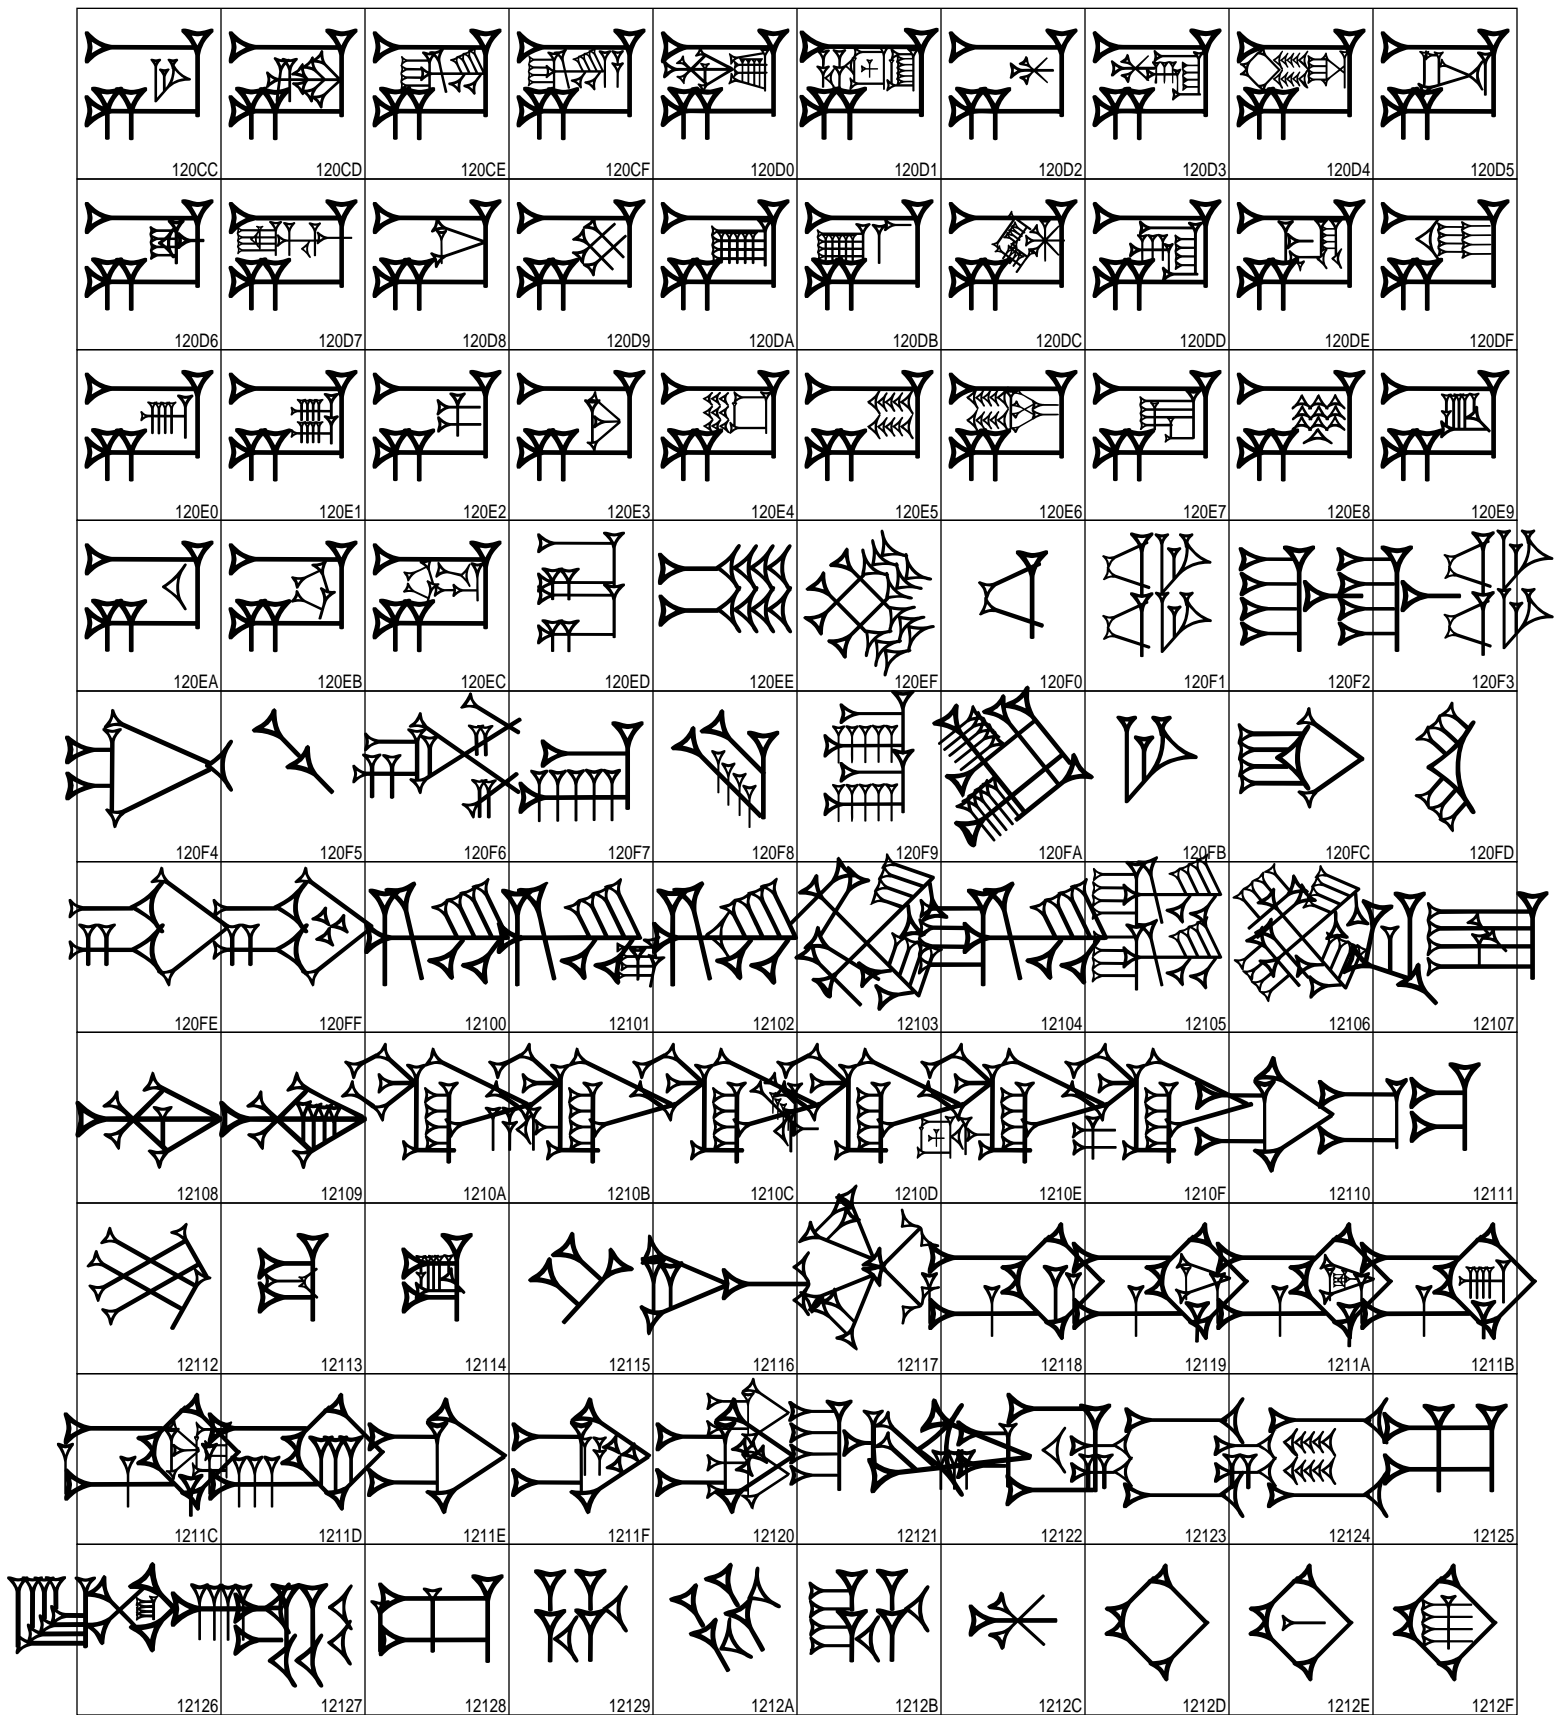 𒃌 𒃍 𒃎 𒃏 𒃐 𒃑 𒃒 𒃓 𒃔 𒃕
120CC 120CD 120CE 120CF 120D0 120D1 120D2 120D3 120D4 120D5
𒃖 𒃗 𒃘 𒃙 𒃚 𒃛 𒃜 𒃝 𒃞 𒃟
120D6 120D7 120D8 120D9 120DA 120DB 120DC 120DD 120DE 120DF
𒃠 𒃡 𒃢 𒃣 𒃤 𒃥 𒃦 𒃧 𒃨 𒃩
120E0 120E1 120E2 120E3 120E4 120E5 120E6 120E7 120E8 120E9
𒃪 𒃫 𒃬 𒃭 𒃮 𒃯 𒃰 𒃱 𒃲 𒃳
120EA 120EB 120EC 120ED 120EE 120EF 120F0 120F1 120F2 120F3
𒃴 𒃵 𒃶 𒃷 𒃸 𒃹 𒃺 𒃻 𒃼 𒃽
120F4 120F5 120F6 120F7 120F8 120F9 120FA 120FB 120FC 120FD
𒃾 𒃿 𒄀 𒄁 𒄂 𒄃 𒄄 𒄅 𒄆 𒄇
120FE 120FF 12100 12101 12102 12103 12104 12105 12106 12107
𒄈 𒄉 𒄊 𒄋 𒄌 𒄍 𒄎 𒄏 𒄐 𒄑
12108 12109 1210A 1210B 1210C 1210D 1210E 1210F 12110 12111
𒄒 𒄓 𒄔 𒄕 𒄖 𒄗 𒄘 𒄙 𒄚 𒄛
12112 12113 12114 12115 12116 12117 12118 12119 1211A 1211B
𒄜 𒄝 𒄞 𒄟 𒄠 𒄡 𒄢 𒄣 𒄤 𒄥
1211C 1211D 1211E 1211F 12120 12121 12122 12123 12124 12125
𒄦 𒄧 𒄨 𒄩 𒄪 𒄫 𒄬 𒄭 𒄮 𒄯
12126 12127 12128 12129 1212A 1212B 1212C 1212D 1212E 1212F